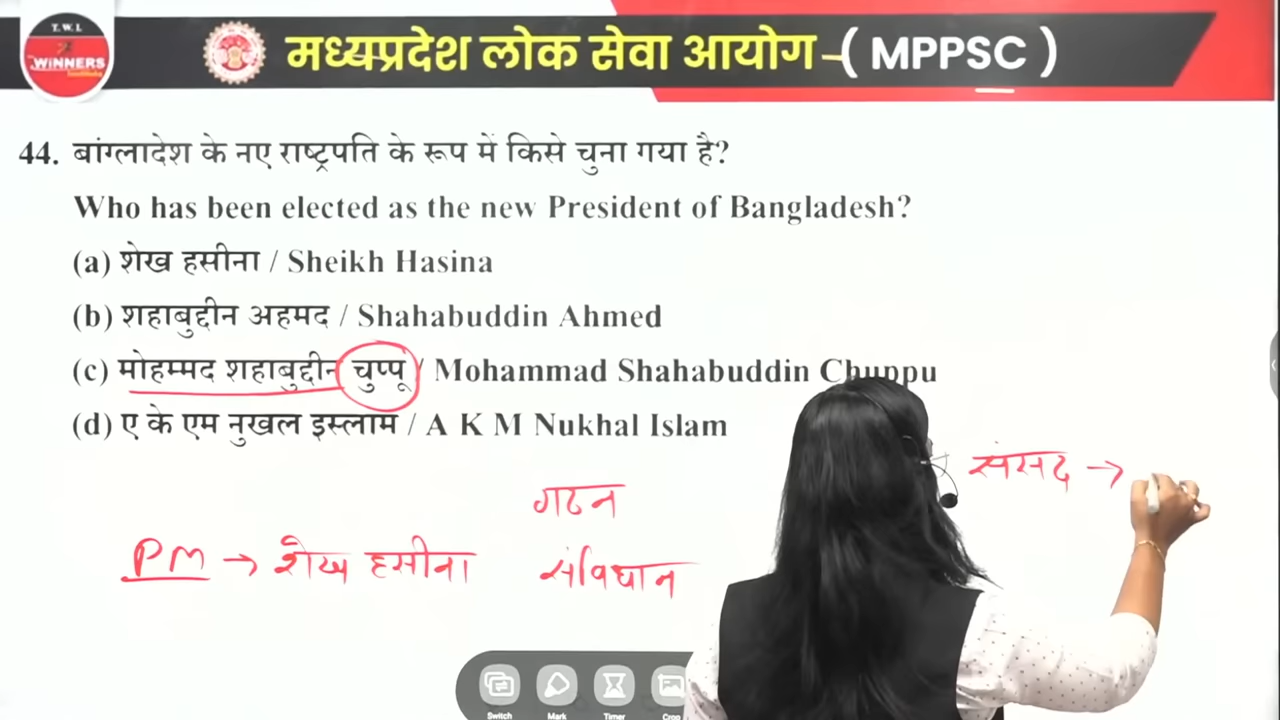 T. W. I.
WiNNERS
मध्यप्रदेश लोक सेवा आयोग –( MPPSC )
44. बांग्लादेश के नए राष्ट्रपति के रूप में किसे चुना गया है?
Who has been elected as the new President of Bangladesh?
(a) शेख हसीना / Sheikh Hasina
(b) शहाबुद्दीन अहमद / Shahabuddin Ahmed
(c) मोहम्मद शहाबुद्दीन चुप्पू / Mohammad Shahabuddin Chuppu
(d) ए के एम नुखल इस्लाम / A K M Nukhal Islam
संसद →
गठन
PM → शेख हसीना संविधान
Switch Mark Timer Crop